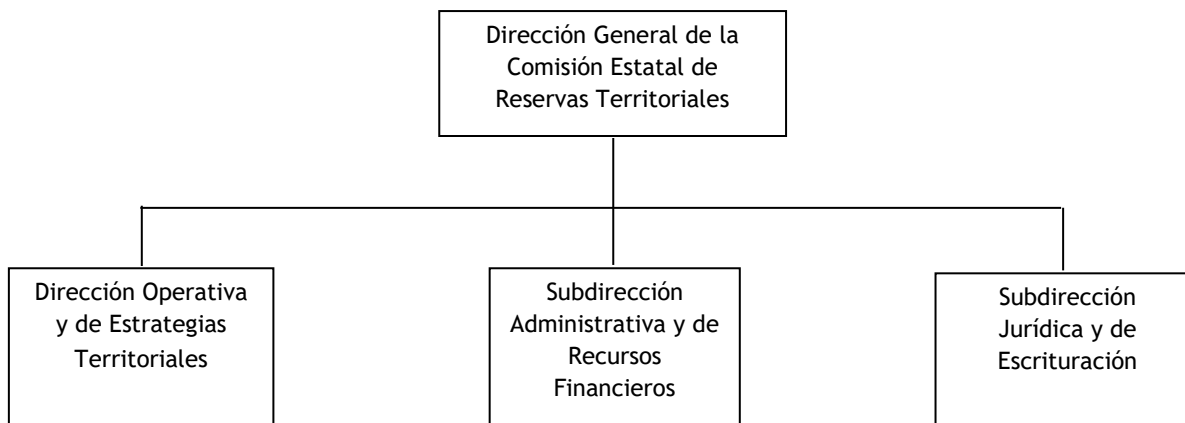 Dirección General de la
Comisión Estatal de
Reservas Territoriales
Dirección Operativa
y de Estrategias
Territoriales
Subdirección
Administrativa y de
Recursos
Financieros
Subdirección
Jurídica y de
Escrituración